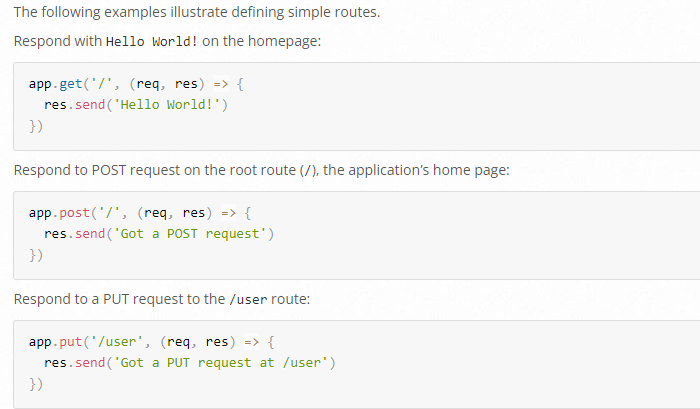 The following examples illustrate defining simple routes.
Respond with Hello World! on the homepage:
app.get('/', (req, res) => {
  res.send('Hello World!')
})
Respond to POST request on the root route (/), the application’s home page:
app.post('/', (req, res) => {
  res.send('Got a POST request')
})
Respond to a PUT request to the /user route:
app.put('/user', (req, res) => {
  res.send('Got a PUT request at /user')
})